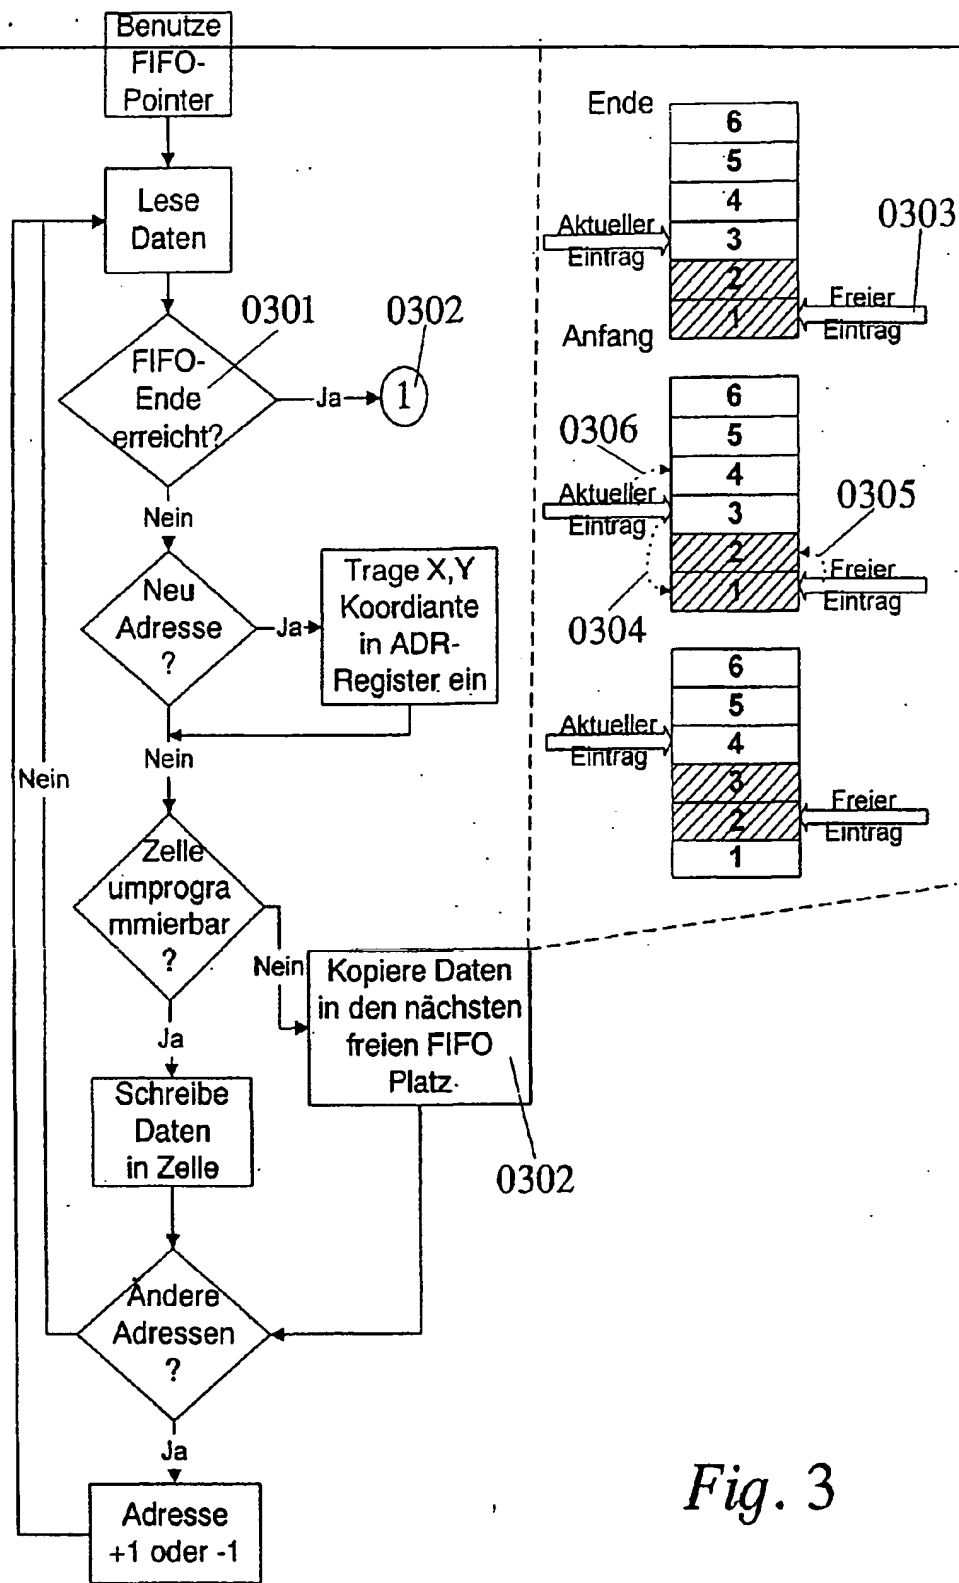 Benutze
FIFO-
Pointer
Lese
Daten
0301
0302
FIFO-
Ende
erreicht?
Ja
1
Nein
Neu
Adresse
?
Ja
Trage X,Y
Koordiante
in ADR-
Register ein
Nein
Nein
Zelle
umprogra
mmierbar
?
Nein
Kopiere Daten
in den nächsten
freien FIFO
Platz
0302
Ja
Schreibe
Daten
in Zelle
Ändere
Adressen
?
Ja
Adresse
+1 oder -1
Ende
6
5
4
Aktueller
Eintrag
3
0303
2
1
Freier
Eintrag
Anfang
6
5
0306
4
Aktueller
Eintrag
3
0305
2
1
Freier
Eintrag
0304
6
5
Aktueller
Eintrag
4
3
2
Freier
Eintrag
1
Fig. 3